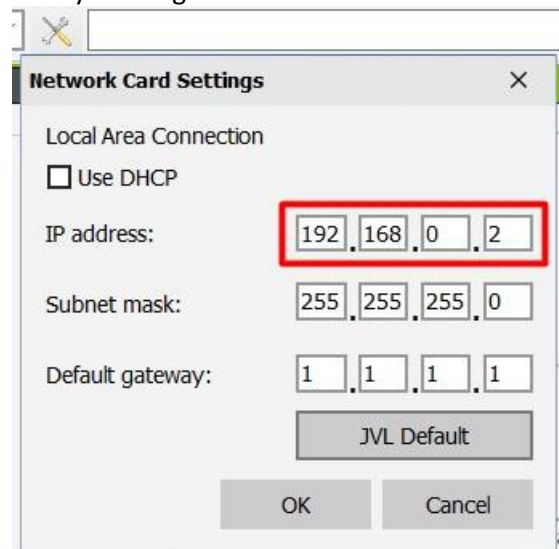 Network Card Settings
Local Area Connection
Use DHCP
IP address: 192.168.0.2
Subnet mask: 255.255.255.0
Default gateway: 1.1.1.1
JVL Default
OK Cancel